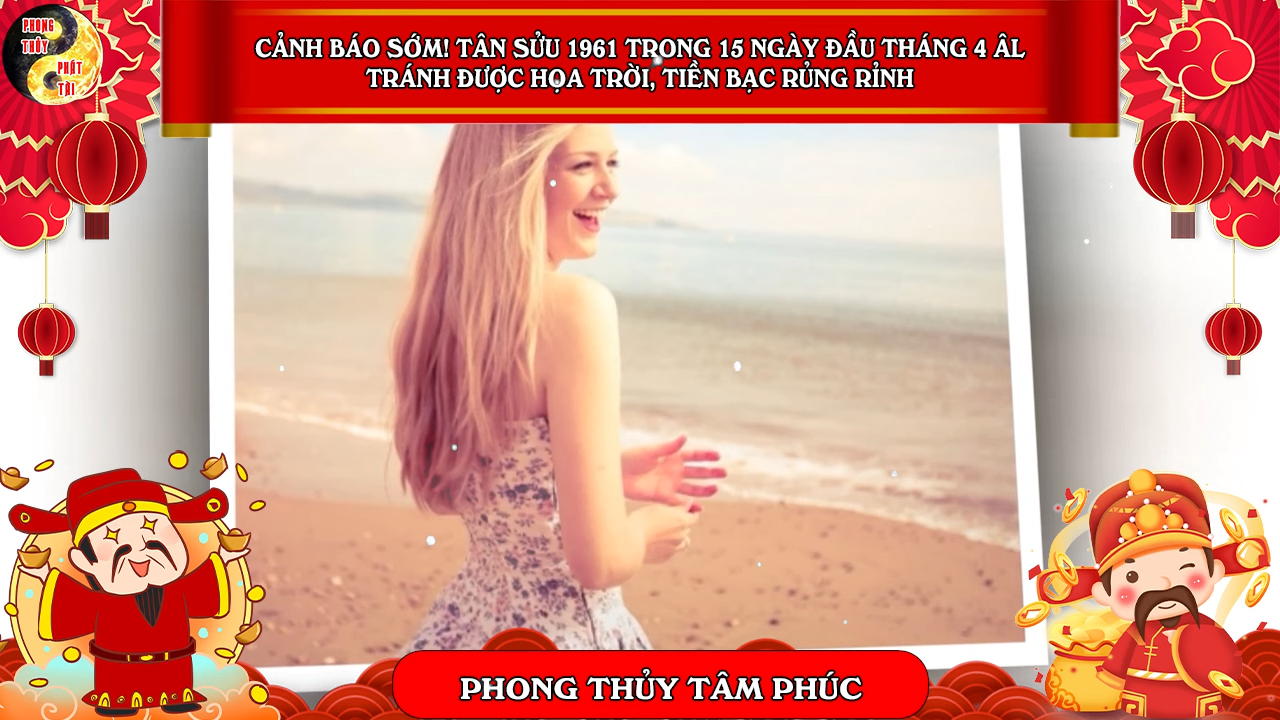 PHONG
THỦY
PHÁT
TÀI
CẢNH BÁO SỚM! TÂN SỬU 1961 TRONG 15 NGÀY ĐẦU THÁNG 4 ÂL
TRÁNH ĐƯỢC HỌA TRỜI, TIỀN BẠC RỦNG RỈNH
PHONG THỦY TÂM PHÚC